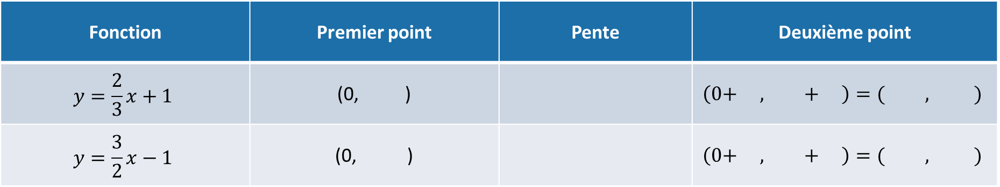 Fonction Premier point Pente Deuxième point
y = 2/3 x + 1 (0, ) (0+ , + ) = ( , )
y = 3/2 x − 1 (0, ) (0+ , + ) = ( , )